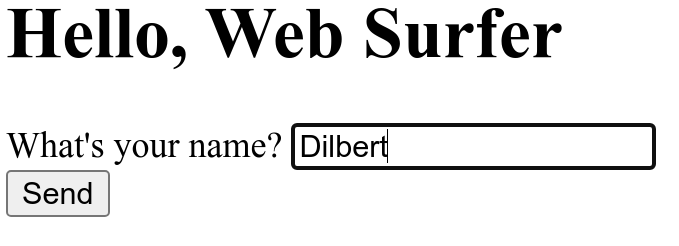 Hello, Web Surfer
What's your name? Dilbert
Send